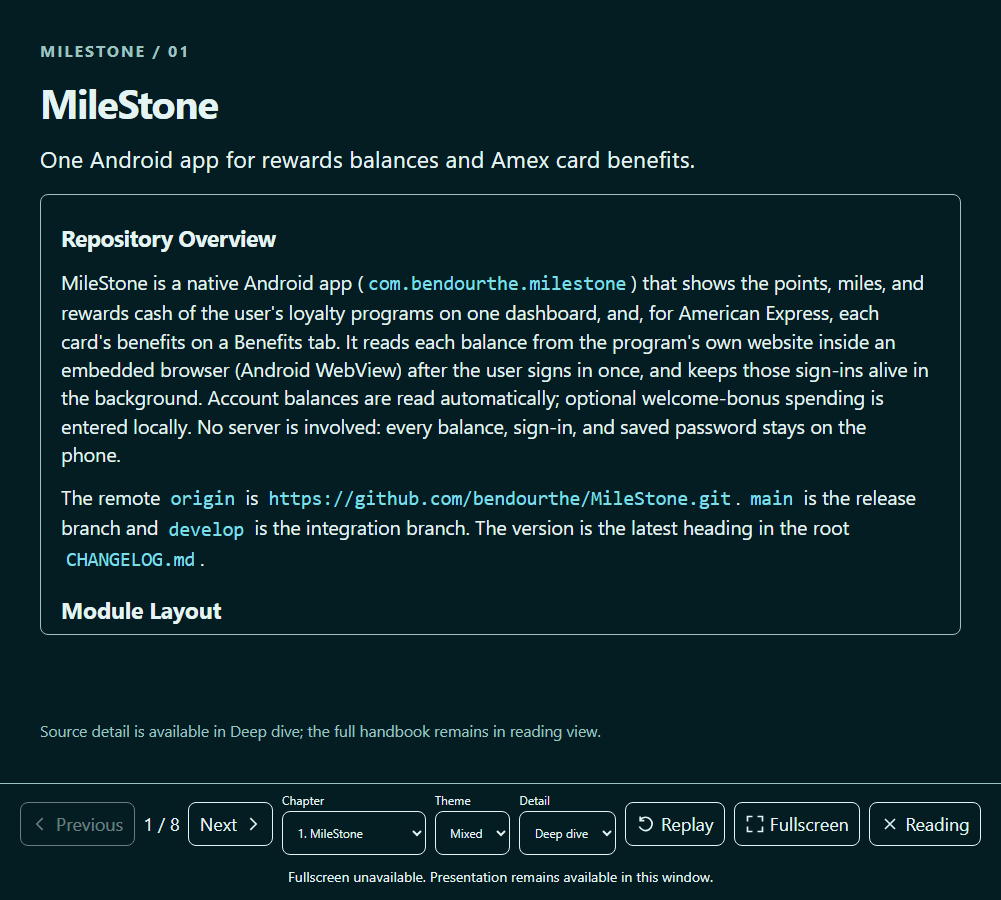 MILESTONE / 01
MileStone
One Android app for rewards balances and Amex card benefits.
Repository Overview
MileStone is a native Android app ( com.bendourthe.milestone ) that shows the points, miles, and
rewards cash of the user's loyalty programs on one dashboard, and, for American Express, each
card's benefits on a Benefits tab. It reads each balance from the program's own website inside an
embedded browser (Android WebView) after the user signs in once, and keeps those sign-ins alive in
the background. Account balances are read automatically; optional welcome-bonus spending is
entered locally. No server is involved: every balance, sign-in, and saved password stays on the
phone.
The remote origin is https://github.com/bendourthe/MileStone.git . main is the release
branch and develop is the integration branch. The version is the latest heading in the root
CHANGELOG.md .
Module Layout
Source detail is available in Deep dive; the full handbook remains in reading view.
Chapter Theme Detail
Previous 1 / 8 Next 1. MileStone Mixed Deep dive Replay Fullscreen Reading
Fullscreen unavailable. Presentation remains available in this window.